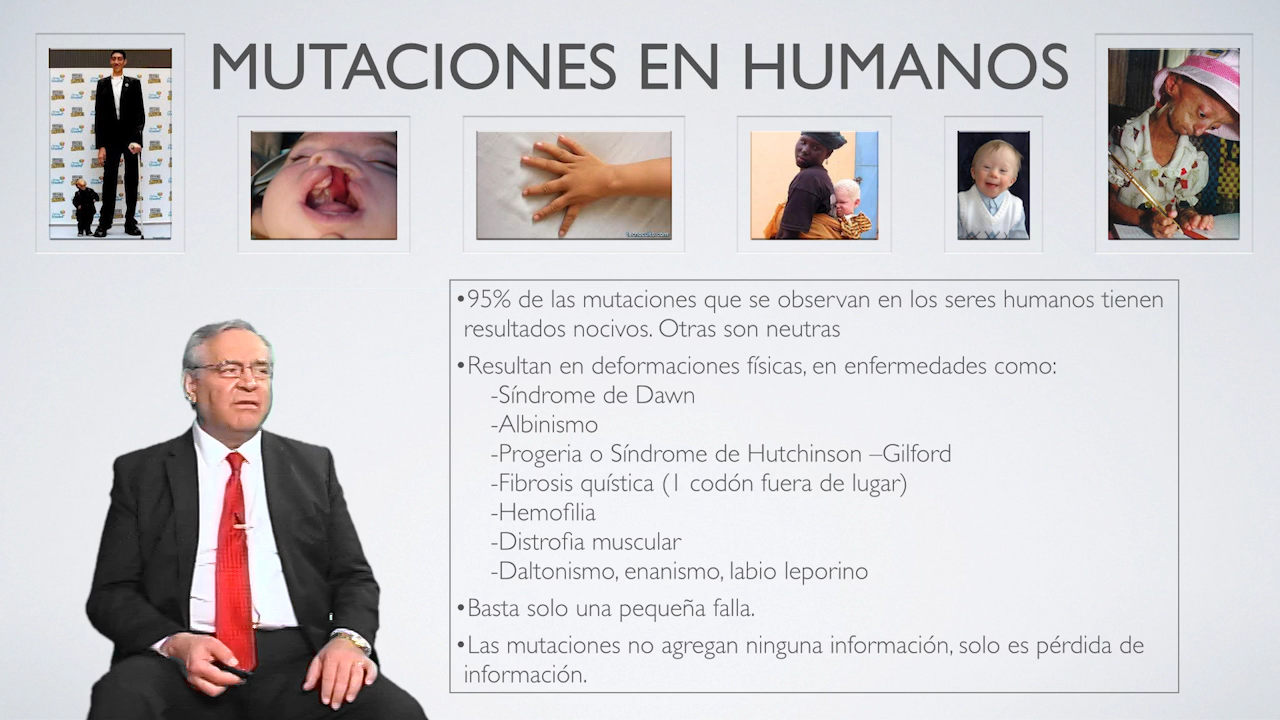 MUTACIONES EN HUMANOS
•95% de las mutaciones que se observan en los seres humanos tienen
resultados nocivos. Otras son neutras
•Resultan en deformaciones físicas, en enfermedades como:
-Síndrome de Dawn
-Albinismo
-Progeria o Síndrome de Hutchinson –Gilford
-Fibrosis quística (1 codón fuera de lugar)
-Hemofilia
-Distrofia muscular
-Daltonismo, enanismo, labio leporino
•Basta solo una pequeña falla.
•Las mutaciones no agregan ninguna información, solo es pérdida de
información.